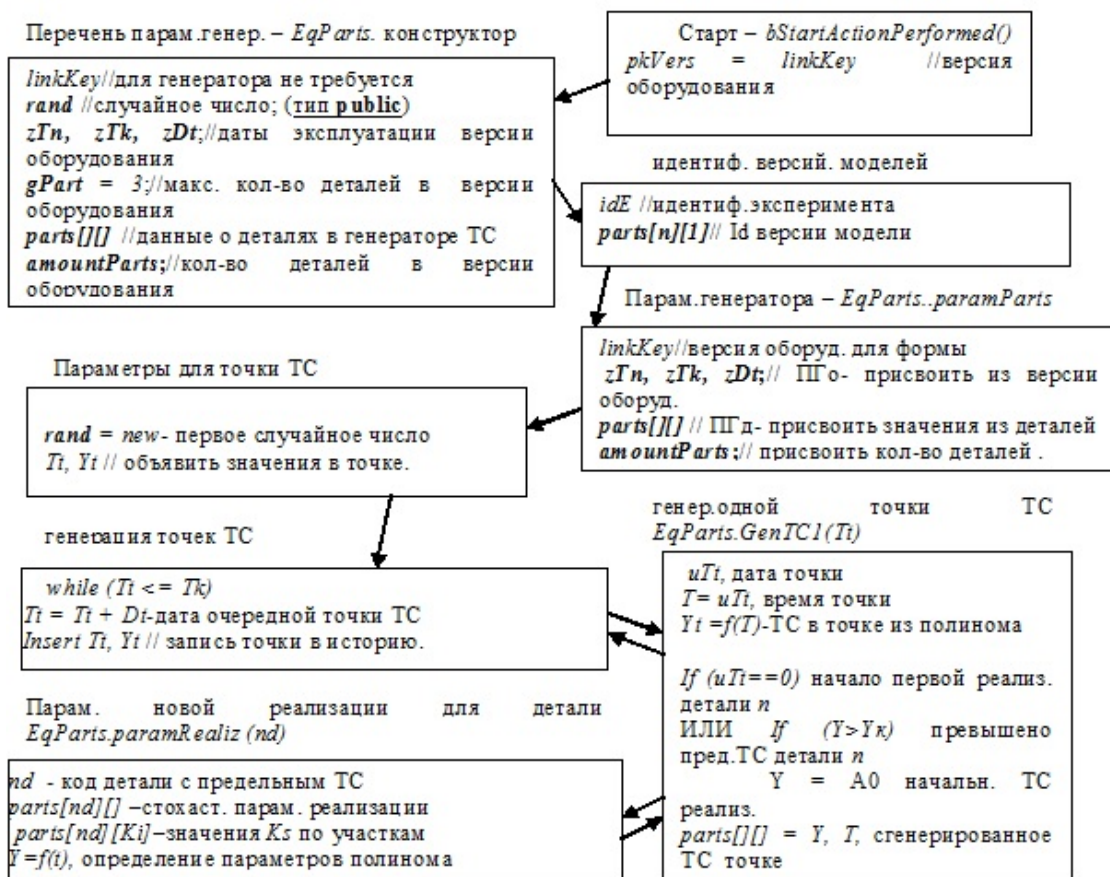 Перечень парам.генер. – EqParts. конструктор
linkKey//для генератора не требуется
rand //случайное число; (тип public)
zTn, zTk, zDt;//даты эксплуатации версии
оборудования
gPart = 3;//макс. кол-во деталей в версии
оборудования
parts[][] //данные о деталях в генераторе ТС
amountParts;//кол-во деталей в версии
оборудования
Старт – bStartActionPerformed()
pkVers = linkKey //версия
оборудования
идентиф. версий. моделей
idE //идентиф.эксперимента
parts[n][1]// Id версии модели
Парам.генератора – EqParts..paramParts
linkKey//версия оборуд. для формы
zTn, zTk, zDt;// ПГо- присвоить из версии
оборуд.
parts[][] // ПГд- присвоить значения из деталей
amountParts;// присвоить кол-во деталей .
Параметры для точки ТС
rand = new- первое случайное число
Tt, Yt // объявить значения в точке.
генерация точек ТС
while (Tt <= Tk)
Tt = Tt + Dt-дата очередной точки ТС
Insert Tt, Yt // запись точки в историю.
генер.одной точки ТС
EqParts.GenTC1(Tt)
uTt, дата точки
T= uTt, время точки
Yt =f(T)-ТС в точке из полинома
If (uTt==0) начало первой реализ.
детали n
ИЛИ If (Y>Yк) превышено
пред.ТС детали n
Y = A0 начальн. ТС
реализ.
parts[][] = Y, T, сгенерированное
ТС точке
Парам. новой реализации для детали
EqParts.paramRealiz (nd)
nd - код детали с предельным ТС
parts[nd][] –стохаст. парам. реализации
parts[nd][Ki]–значения Ks по участкам
Y=f(t), определение параметров полинома